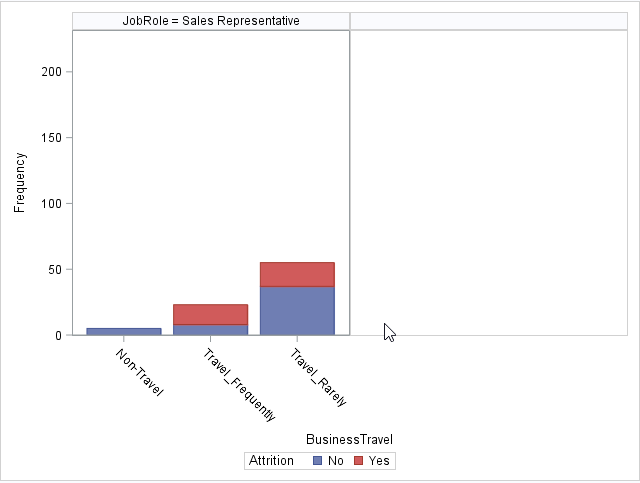 JobRole = Sales Representative
200
150
100
50
0
Frequency
Non-Travel
Travel_Frequently
Travel_Rarely
BusinessTravel
Attrition No Yes